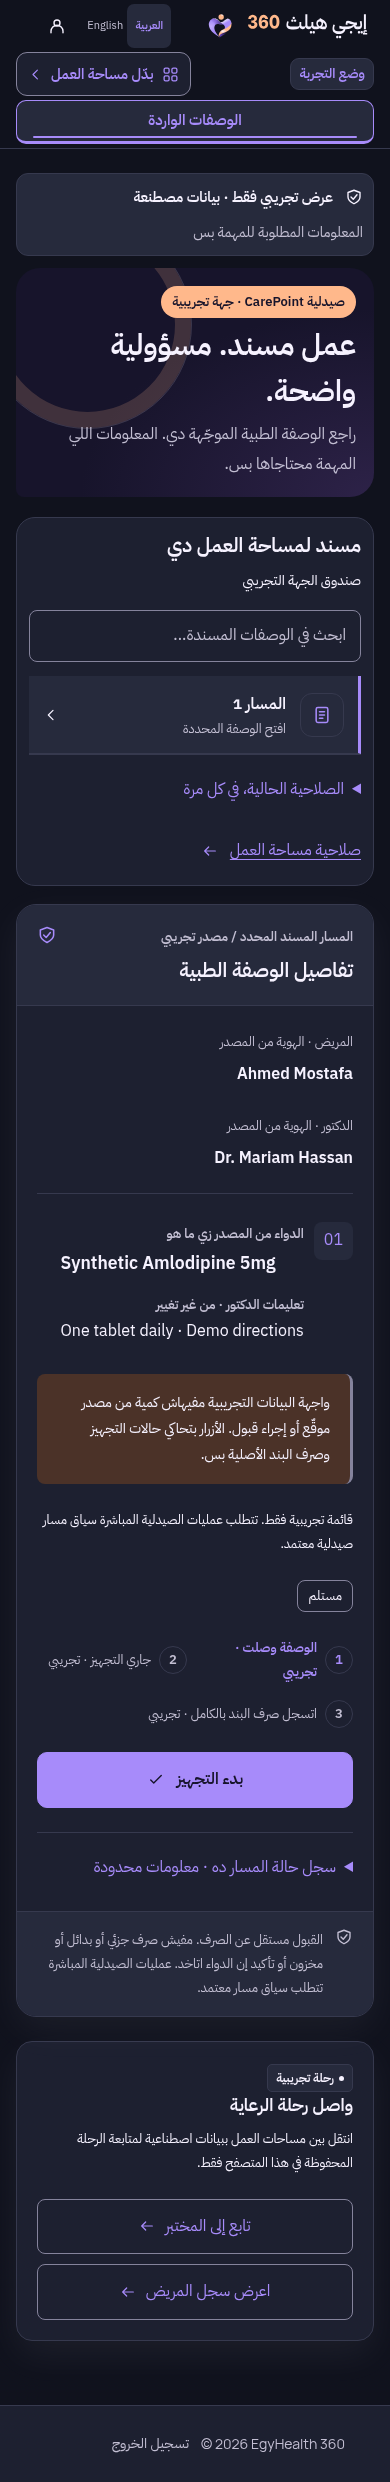 إيجي هيلث 360
العربية
English
وضع التجربة
بدّل مساحة العمل
الوصفات الواردة
عرض تجريبي فقط · بيانات مصطنعة
المعلومات المطلوبة للمهمة بس
صيدلية CarePoint · جهة تجريبية
عمل مسند. مسؤولية
واضحة.
راجع الوصفة الطبية الموجّهة دي. المعلومات اللي
المهمة محتاجاها بس.
مسند لمساحة العمل دي
صندوق الجهة التجريبي
ابحث في الوصفات المسندة...
المسار 1
افتح الوصفة المحددة
الصلاحية الحالية، في كل مرة
صلاحية مساحة العمل
المسار المسند المحدد / مصدر تجريبي
تفاصيل الوصفة الطبية
المريض · الهوية من المصدر
Ahmed Mostafa
الدكتور · الهوية من المصدر
Dr. Mariam Hassan
01
الدواء من المصدر زي ما هو
Synthetic Amlodipine 5mg
تعليمات الدكتور · من غير تغيير
One tablet daily · Demo directions
واجهة البيانات التجريبية مفيهاش كمية من مصدر
موقّع أو إجراء قبول. الأزرار بتحاكي حالات التجهيز
وصرف البند الأصلية بس.
قائمة تجريبية فقط. تتطلب عمليات الصيدلية المباشرة سياق مسار
صيدلية معتمد.
مستلم
1 الوصفة وصلت ·
تجريبي
2 جاري التجهيز · تجريبي
3 اتسجل صرف البند بالكامل · تجريبي
بدء التجهيز
سجل حالة المسار ده · معلومات محدودة
القبول مستقل عن الصرف. مفيش صرف جزئي أو بدائل أو
مخزون أو تأكيد إن الدواء اتاخد. عمليات الصيدلية المباشرة
تتطلب سياق مسار معتمد.
رحلة تجريبية
واصل رحلة الرعاية
انتقل بين مساحات العمل ببيانات اصطناعية لمتابعة الرحلة
المحفوظة في هذا المتصفح فقط.
تابع إلى المختبر
اعرض سجل المريض
© 2026 EgyHealth 360
تسجيل الخروج